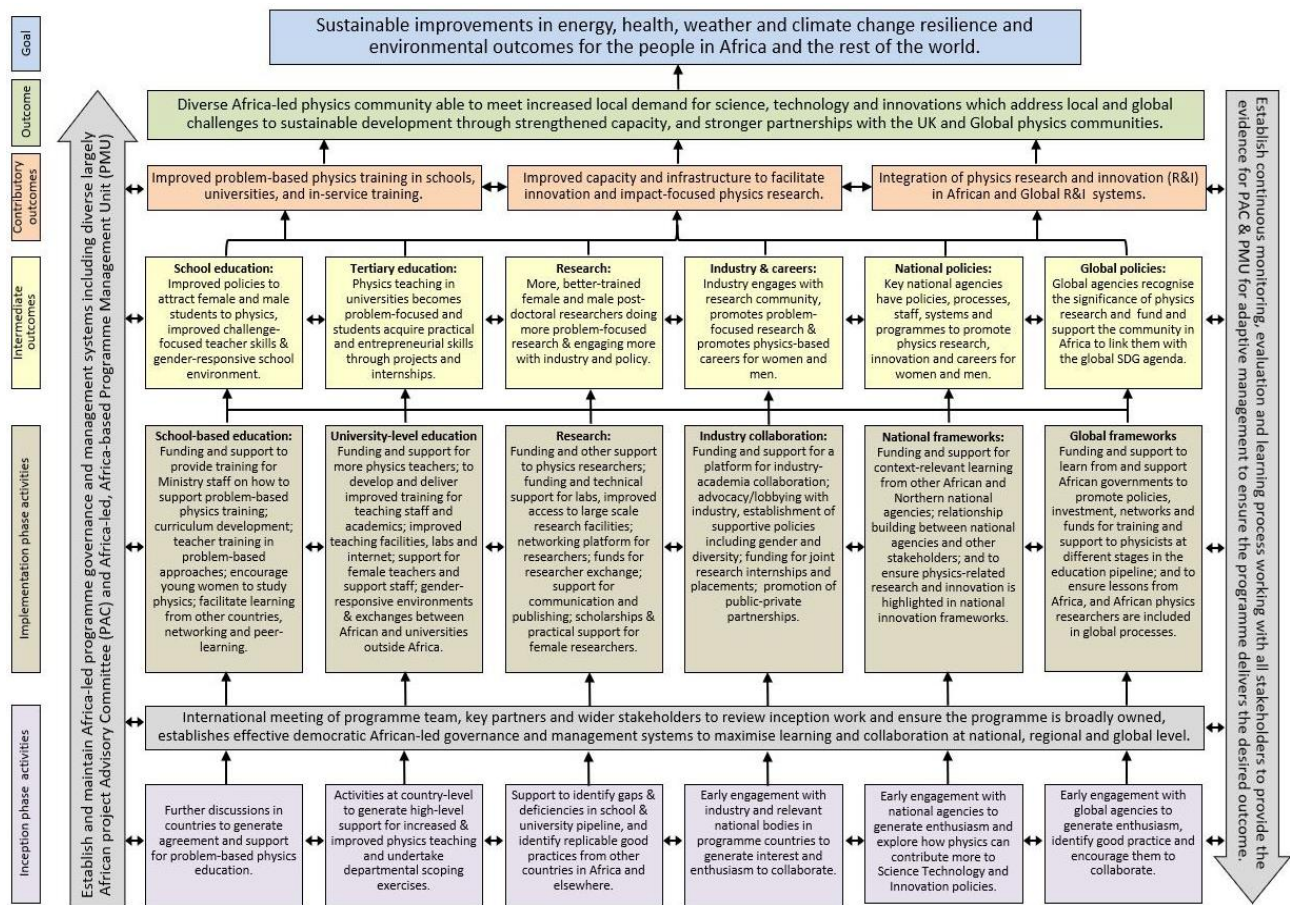 Goal
Sustainable improvements in energy, health, weather and climate change resilience and
environmental outcomes for the people in Africa and the rest of the world.
Outcome
Diverse Africa-led physics community able to meet increased local demand for science, technology and innovations which address local and global
challenges to sustainable development through strengthened capacity, and stronger partnerships with the UK and Global physics communities.
Establish and maintain Africa-led programme governance and management systems including diverse largely
African project Advisory Committee (PAC) and Africa-led, Africa-based Programme Management Unit (PMU)
Establish continuous monitoring, evaluation and learning process working with all stakeholders to provide the
evidence for PAC & PMU for adaptive management to ensure the programme delivers the desired outcome.
Contributory
outcomes
Improved problem-based physics training in schools,
universities, and in-service training.
Improved capacity and infrastructure to facilitate
innovation and impact-focused physics research.
Integration of physics research and innovation (R&I)
in African and Global R&I systems.
Intermediate
outcomes
School education:
Improved policies to
attract female and male
students to physics,
improved challenge-
focused teacher skills &
gender-responsive school
environment.
Tertiary education:
Physics teaching in
universities becomes
problem-focused and
students acquire practical
and entrepreneurial skills
through projects and
internships.
Research:
More, better-trained
female and male post-
doctoral researchers doing
more problem-focused
research & engaging more
with industry and policy.
Industry & careers:
Industry engages with
research community,
promotes problem-
focused research &
promotes physics-based
careers for women and
men.
National policies:
Key national agencies
have policies, processes,
staff, systems and
programmes to promote
physics research,
innovation and careers for
women and men.
Global policies:
Global agencies recognise
the significance of physics
research and fund and
support the community in
Africa to link them with
the global SDG agenda.
Implementation phase activities
School-based education:
Funding and support to
provide training for
Ministry staff on how to
support problem-based
physics training;
curriculum development;
teacher training in
problem-based
approaches; encourage
young women to study
physics; facilitate learning
from other countries,
networking and peer-
learning.
University-level education
Funding and support for
more physics teachers; to
develop and deliver
improved training for
teaching staff and
academics; improved
teaching facilities, labs and
internet; support for
female teachers and
support staff; gender-
responsive environments
& exchanges between
African and universities
outside Africa.
Research:
Funding and other support
to physics researchers;
funding and technical
support for labs, improved
access to large scale
research facilities;
networking platform for
researchers; funds for
researcher exchange;
support for
communication and
publishing; scholarships &
practical support for
female researchers.
Industry collaboration:
Funding and support for a
platform for industry-
academia collaboration;
advocacy/lobbying with
industry, establishment of
supportive policies
including gender and
diversity; funding for joint
research internships and
placements; promotion of
public-private
partnerships.
National frameworks:
Funding and support for
context-relevant learning
from other African and
Northern national
agencies; relationship
building between national
agencies and other
stakeholders; and to
ensure physics-related
research and innovation is
highlighted in national
innovation frameworks.
Global frameworks
Funding and support to
learn from and support
African governments to
promote policies,
investment, networks and
funds for training and
support to physicists at
different stages in the
education pipeline; and to
ensure lessons from
Africa, and African physics
researchers are included
in global processes.
Inception phase activities
International meeting of programme team, key partners and wider stakeholders to review inception work and ensure the programme is broadly owned,
establishes effective democratic African-led governance and management systems to maximise learning and collaboration at national, regional and global level.
Further discussions in
countries to generate
agreement and support
for problem-based physics
education.
Activities at country-level
to generate high-level
support for increased &
improved physics teaching
and undertake
departmental scoping
exercises.
Support to identify gaps &
deficiencies in school &
university pipeline, and
identify replicable good
practices from other
countries in Africa and
elsewhere.
Early engagement with
industry and relevant
national bodies in
programme countries to
generate interest and
enthusiasm to collaborate.
Early engagement with
national agencies to
generate enthusiasm and
explore how physics can
contribute more to
Science Technology and
Innovation policies.
Early engagement with
global agencies to
generate enthusiasm,
identify good practice and
encourage them to
collaborate.